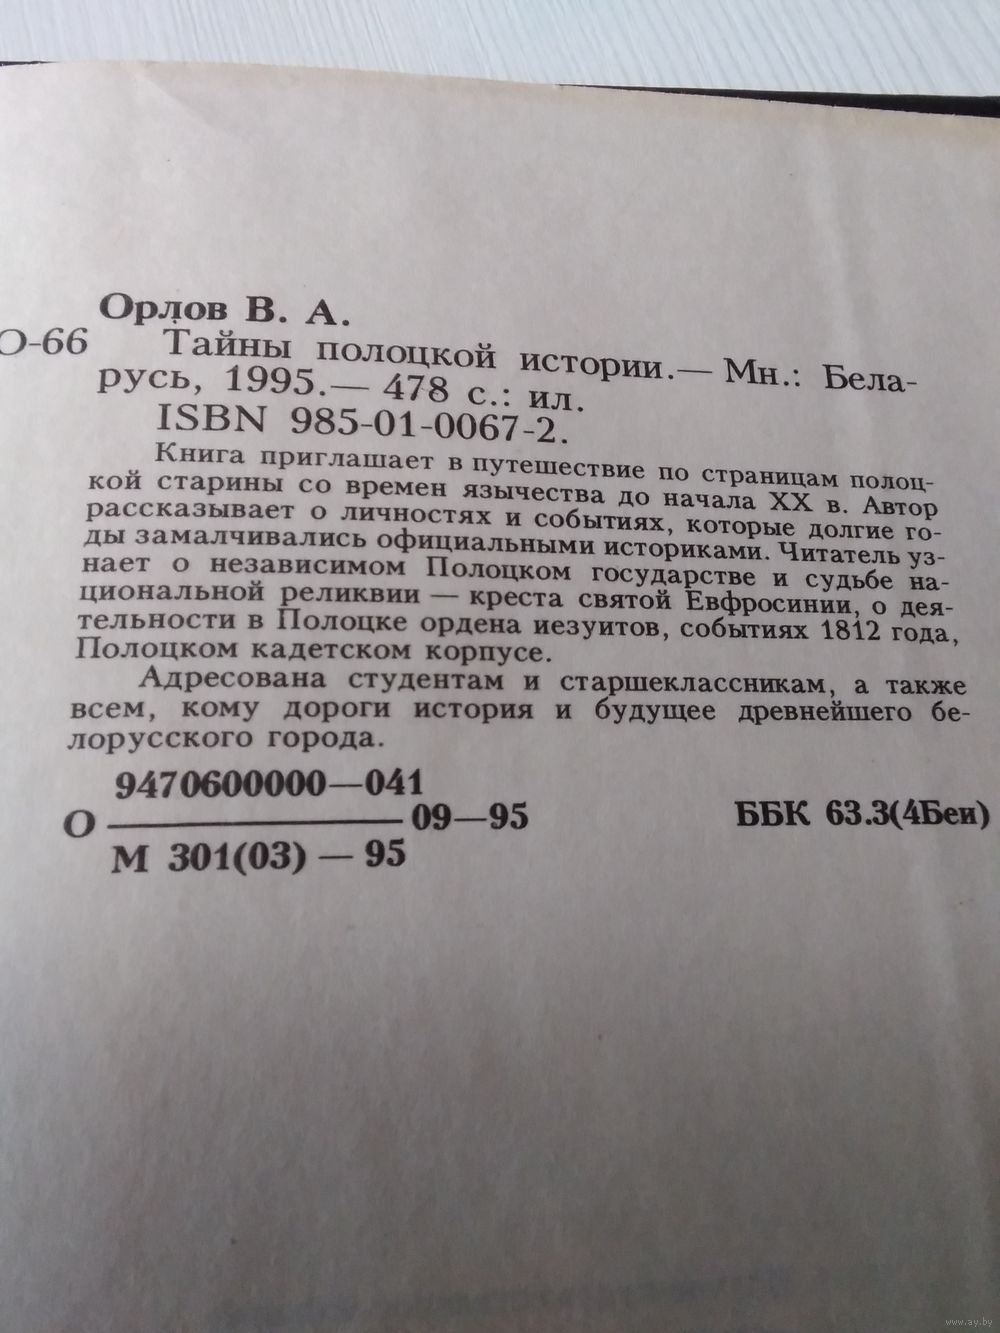 Орлов В. А.
О-66 Тайны полоцкой истории.— Мн.: Бела-
русь, 1995.— 478 с.: ил.
ISBN 985-01-0067-2.
Книга приглашает в путешествие по страницам полоц-
кой старины со времен язычества до начала XX в. Автор
рассказывает о личностях и событиях, которые долгие го-
ды замалчивались официальными историками. Читатель уз-
нает о независимом Полоцком государстве и судьбе на-
циональной реликвии — креста святой Евфросинии, о дея-
тельности в Полоцке ордена иезуитов, событиях 1812 года,
Полоцком кадетском корпусе.
Адресована студентам и старшеклассникам, а также
всем, кому дороги история и будущее древнейшего бе-
лорусского города.
9470600000—041
О 09—95 ББК 63.3(4Беи)
М 301(03) — 95
www.ay.by